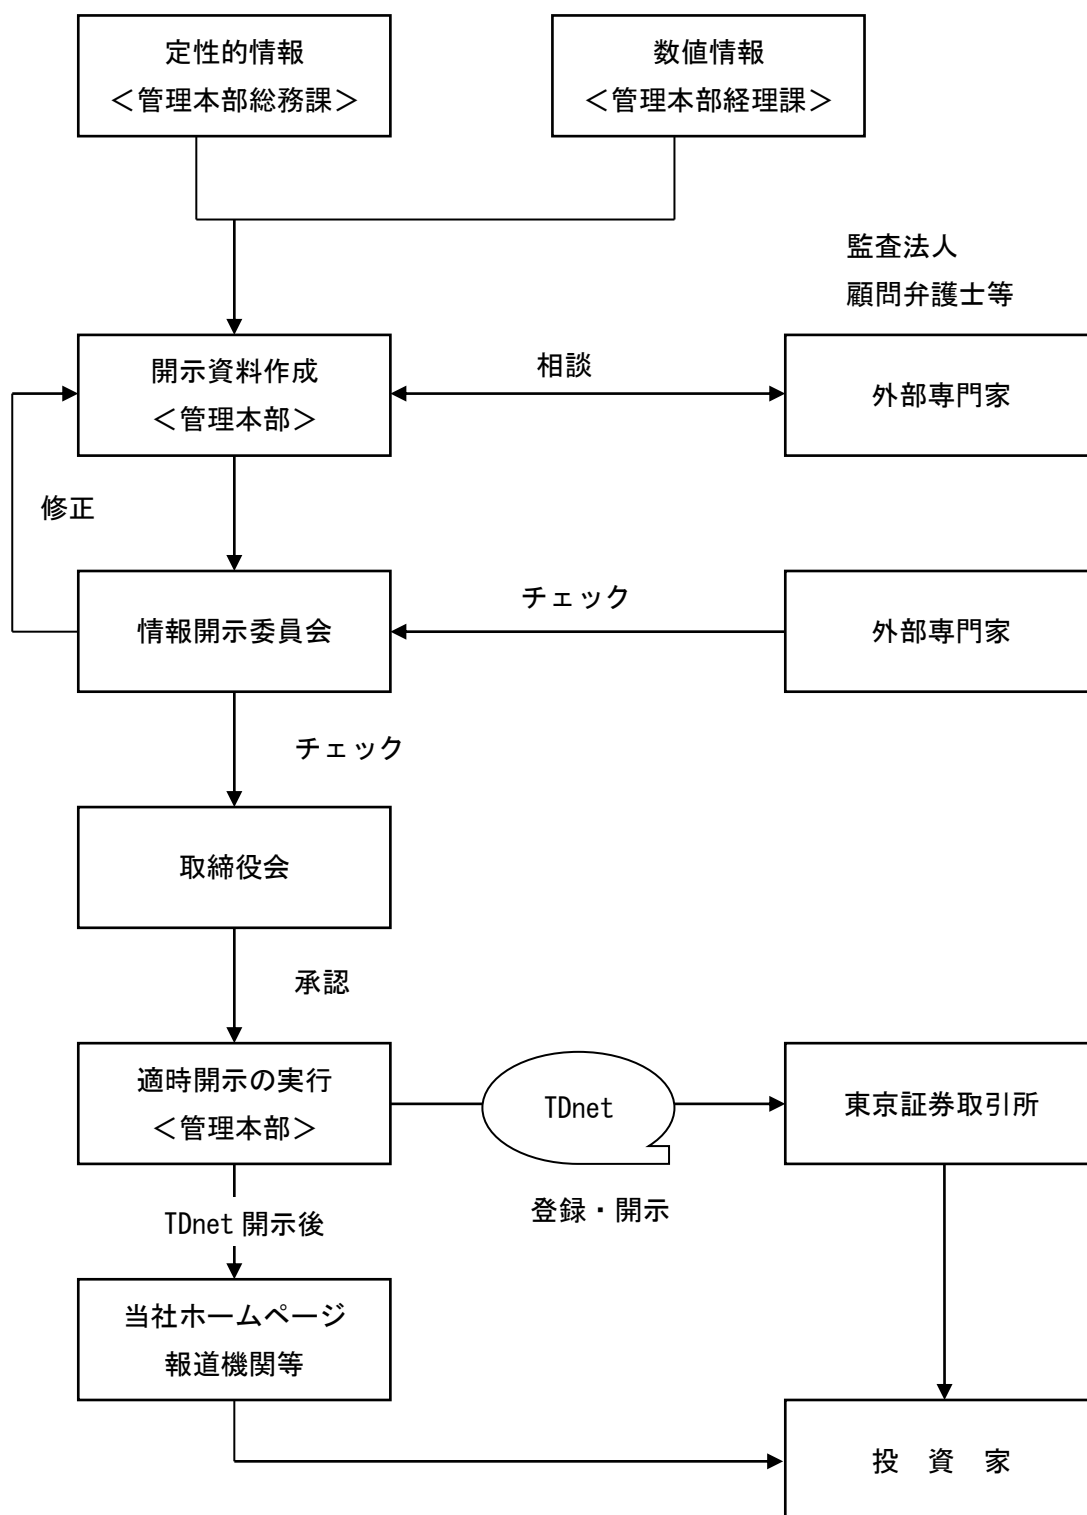 定性的情報
＜管理本部総務課＞
数値情報
＜管理本部経理課＞
監査法人
顧問弁護士等
開示資料作成
＜管理本部＞
相談
外部専門家
修正
情報開示委員会
チェック
外部専門家
チェック
取締役会
承認
適時開示の実行
＜管理本部＞
TDnet
東京証券取引所
登録・開示
TDnet 開示後
当社ホームページ
報道機関等
投　資　家